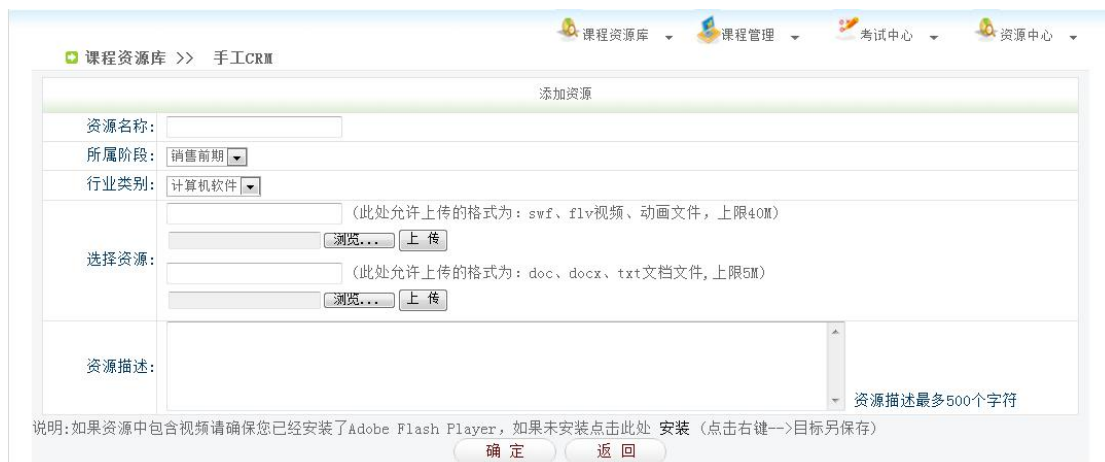 课程资源库 课程管理 考试中心 资源中心
课程资源库 >> 手工CRM
添加资源
资源名称:
所属阶段: 销售前期
行业类别: 计算机软件
(此处允许上传的格式为: swf、flv视频、动画文件, 上限40M)
浏览... 上 传
选择资源:
(此处允许上传的格式为: doc、docx、txt文档文件, 上限5M)
浏览... 上 传
资源描述:
资源描述最多500个字符
说明:如果资源中包含视频请确保您已经安装了Adobe Flash Player, 如果未安装点击此处 安装 (点击右键-->目标另保存)
确 定 返 回